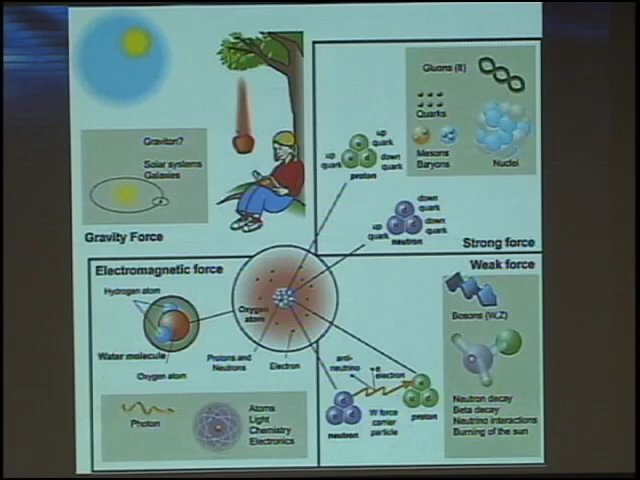 Graviton?
Solar systems
Galaxies
Gravity Force
Gluons (8)
Quarks
Mesons
Baryons
Nuclei
up
quark
up
quark
down
quark
proton
down
quark
up
quark
down
quark
neutron
Strong force
Electromagnetic force
Hydrogen atom
Water molecule
Oxygen atom
Oxygen
atom
Protons and
Neutrons
Electron
Photon
Atoms
Light
Chemistry
Electronics
Weak force
Bosons (W,Z)
anti-
neutrino
electron
neutron
W force
carrier
particle
proton
Neutron decay
Beta decay
Neutrino interactions
Burning of the sun